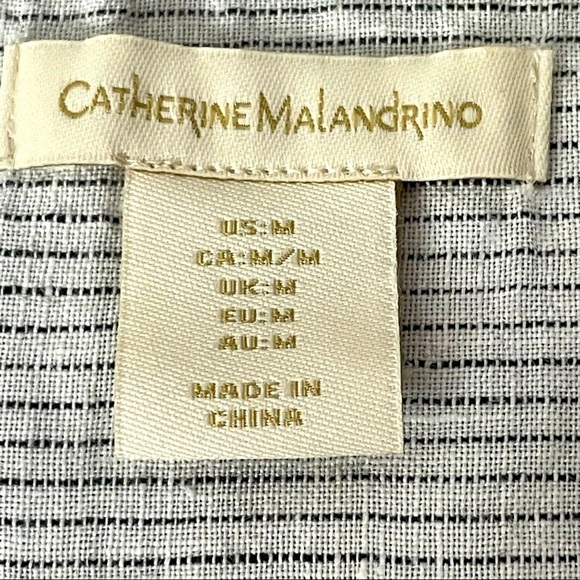 CATHERINE MALANDRINO
US:M
CA:M/M
UK:M
EU:M
AU:M
MADE IN
CHINA